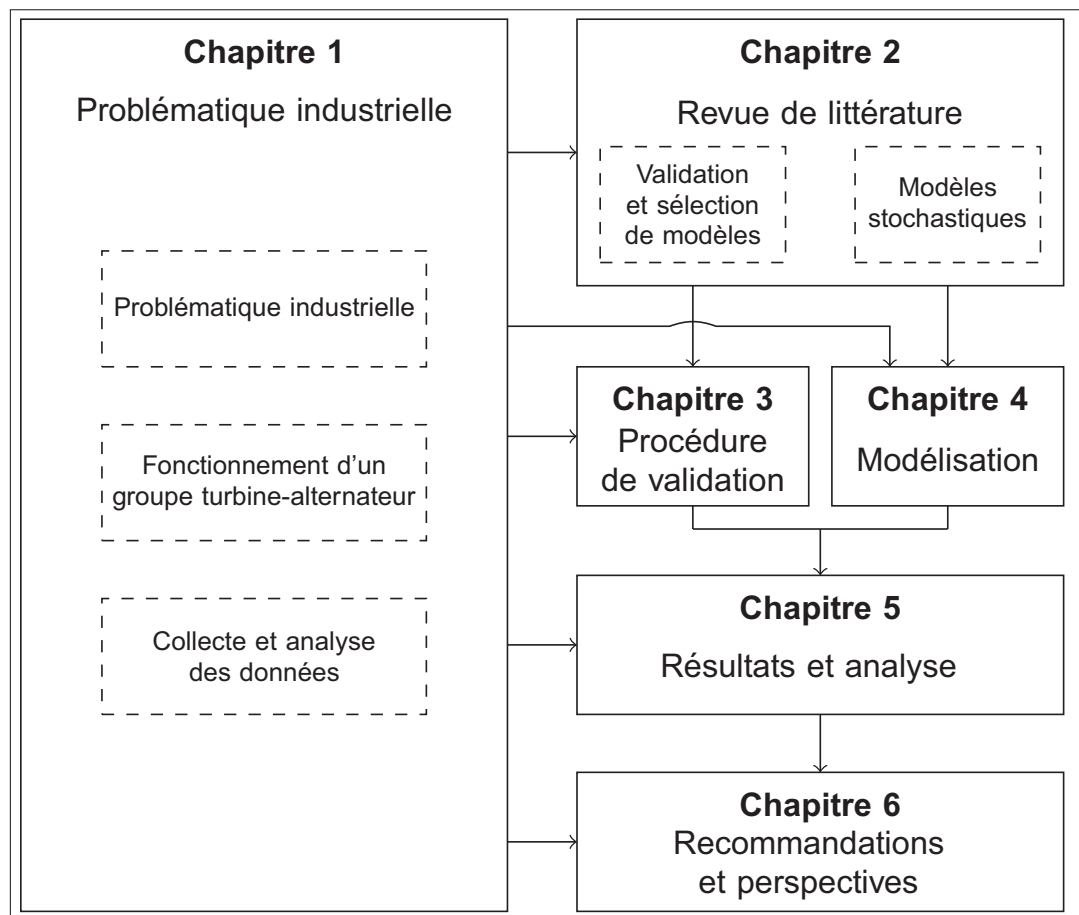 Chapitre 1
Problématique industrielle
Problématique industrielle
Fonctionnement d'un
groupe turbine-alternateur
Collecte et analyse
des données
Chapitre 2
Revue de littérature
Validation
et sélection
de modèles
Modèles
stochastiques
Chapitre 3
Procédure
de validation
Chapitre 4
Modélisation
Chapitre 5
Résultats et analyse
Chapitre 6
Recommandations
et perspectives